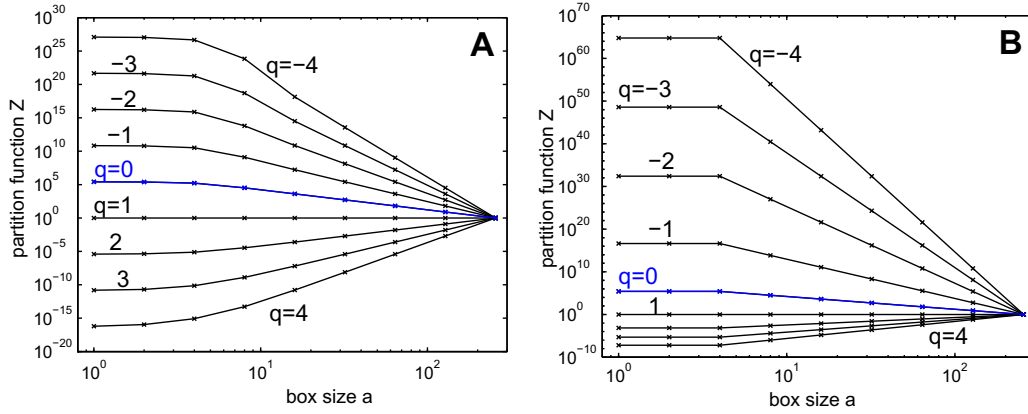 A
partition function Z
10^30
10^25
10^20
10^15
10^10
10^5
10^0
10^−5
10^−10
10^−15
10^−20
q=−4
−3
−2
−1
q=0
q=1
2
3
q=4
10^0
10^1
10^2
box size a
B
partition function Z
10^70
10^60
10^50
10^40
10^30
10^20
10^10
10^0
10^−10
q=−4
q=−3
−2
−1
q=0
1
q=4
10^0
10^1
10^2
box size a